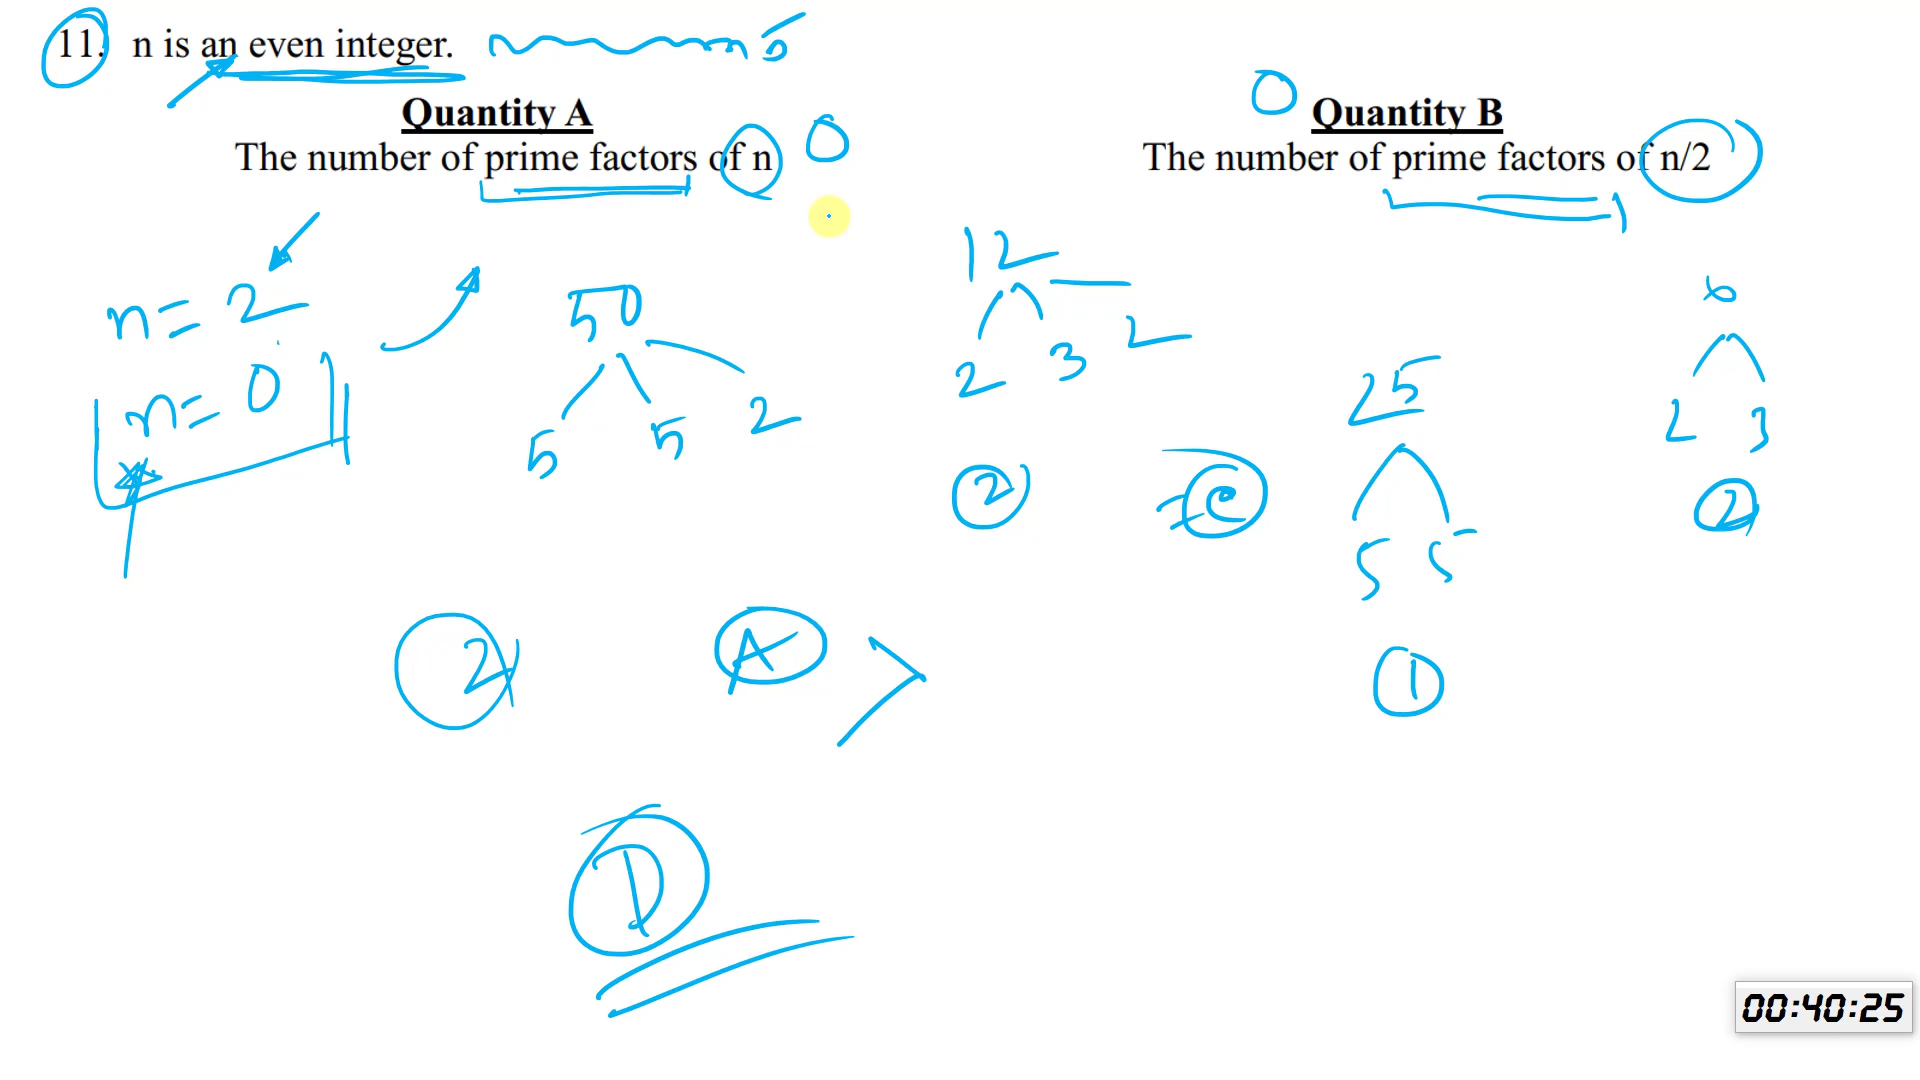 11. n is an even integer.
0
Quantity A
Quantity B
The number of prime factors of n
0
The number of prime factors of n/2
n = 2
50
12
6
n = 0
5 5 2
2 3 2
25
2 3
2
= C
2
5 5
2
A >
1
D
00:40:25